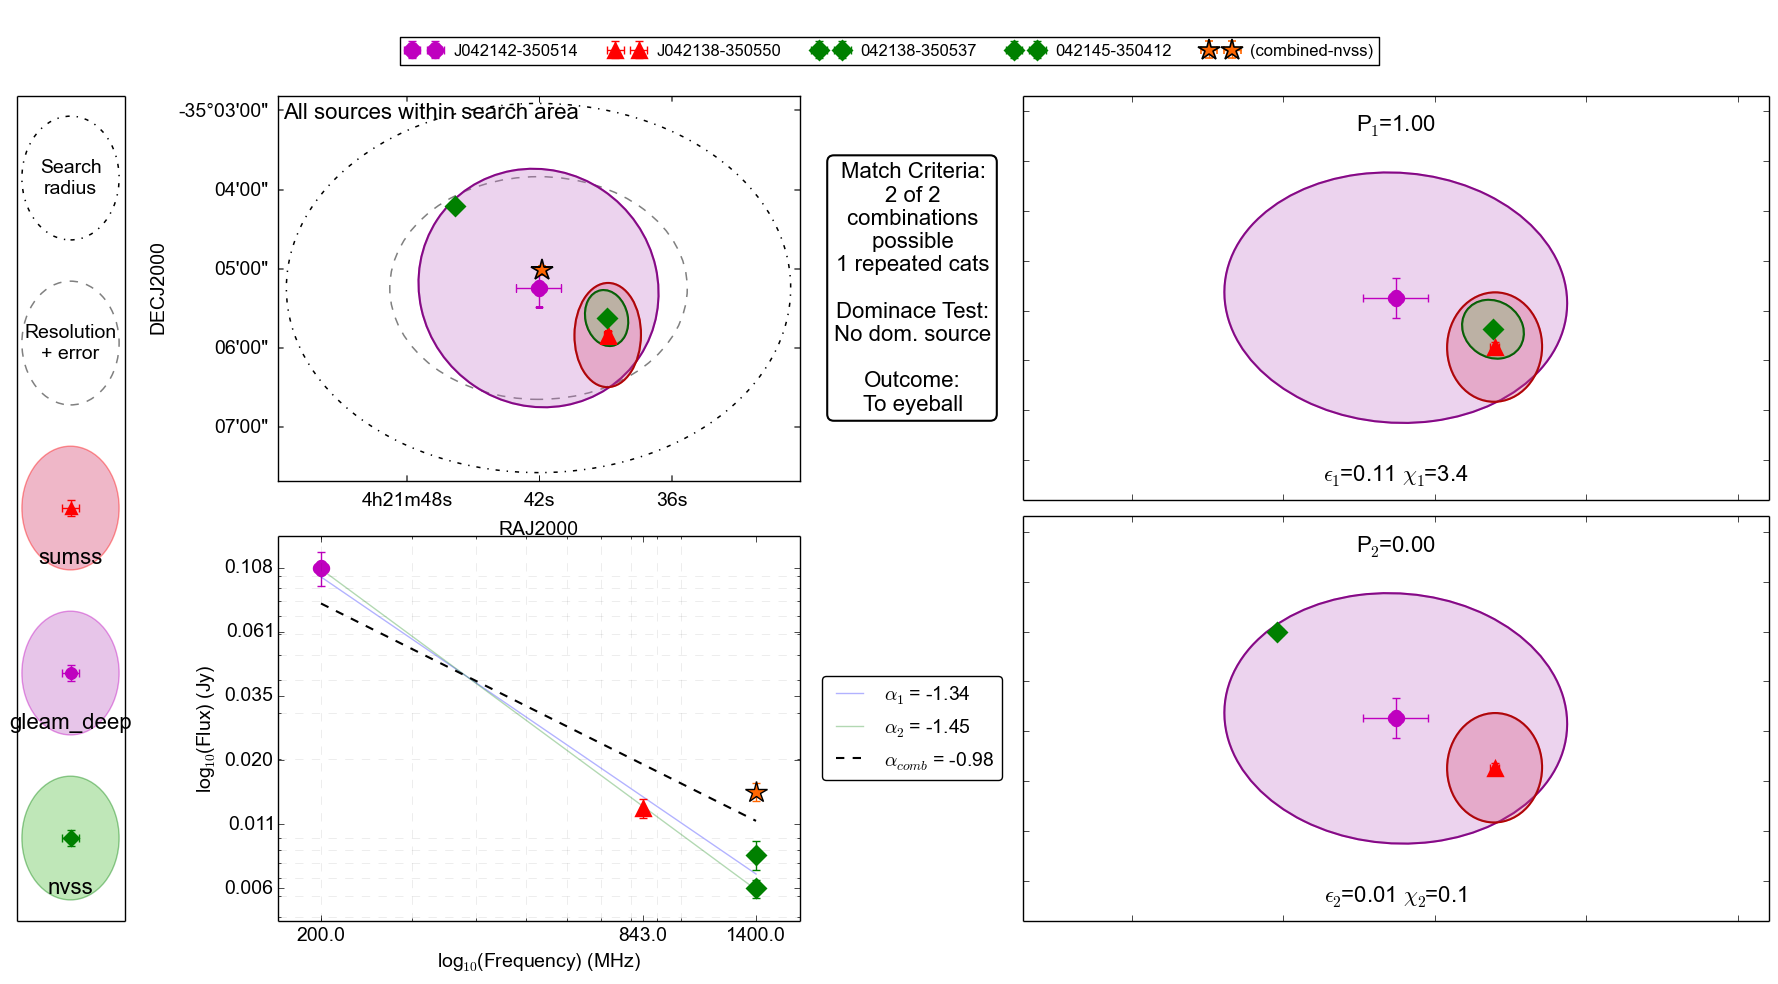 J042142-350514
J042138-350550
042138-350537
042145-350412
(combined-nvss)
Search
radius
Resolution
+ error
sumss
gleam_deep
nvss
All sources within search area
-35°03'00"
04'00"
05'00"
06'00"
07'00"
DECJ2000
4h21m48s
42s
36s
RAJ2000
Match Criteria:
2 of 2
combinations
possible
1 repeated cats
Dominace Test:
No dom. source
Outcome:
To eyeball
P₁=1.00
ϵ₁=0.11 χ₁=3.4
0.108
0.061
0.035
0.020
0.011
0.006
log₁₀(Flux) (Jy)
200.0
843.0
1400.0
log₁₀(Frequency) (MHz)
α₁ = -1.34
α₂ = -1.45
α_comb = -0.98
P₂=0.00
ϵ₂=0.01 χ₂=0.1